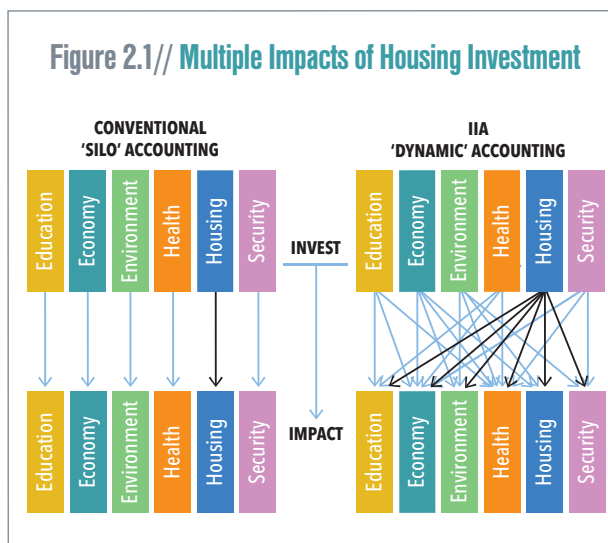 Figure 2.1// Multiple Impacts of Housing Investment
CONVENTIONAL
'SILO' ACCOUNTING
Education
Economy
Environment
Health
Housing
Security
INVEST
IIA
'DYNAMIC' ACCOUNTING
Education
Economy
Environment
Health
Housing
Security
Education
Economy
Environment
Health
Housing
Security
IMPACT
Education
Economy
Environment
Health
Housing
Security